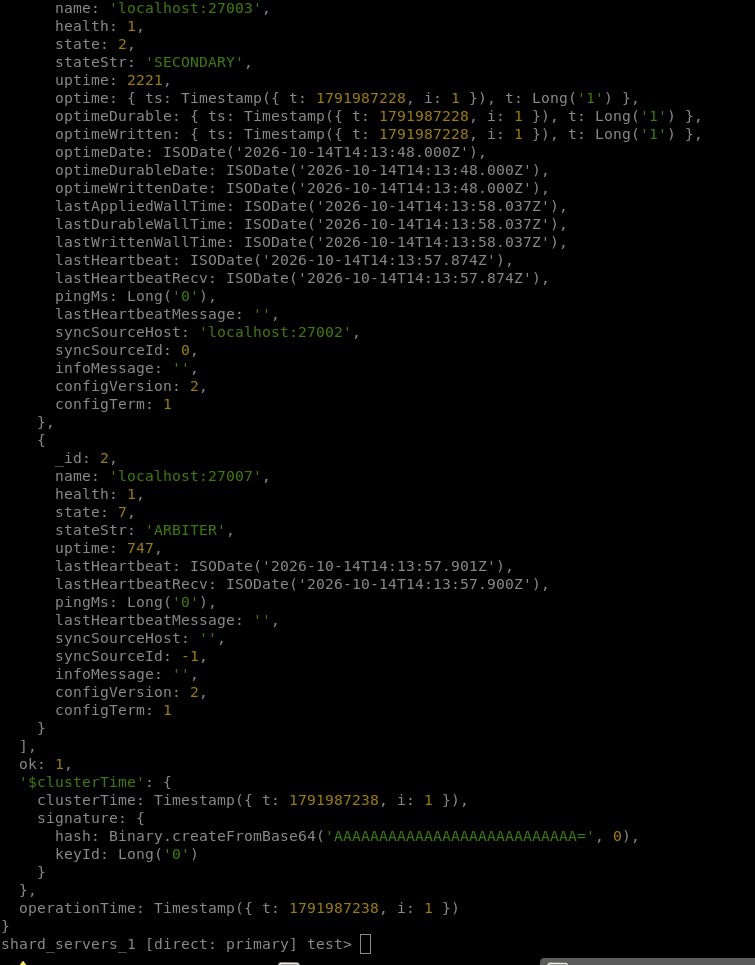 name: 'localhost:27003',
health: 1,
state: 2,
stateStr: 'SECONDARY',
uptime: 2221,
optime: { ts: Timestamp({ t: 1791987228, i: 1 }), t: Long('1') },
optimeDurable: { ts: Timestamp({ t: 1791987228, i: 1 }), t: Long('1') },
optimeWritten: { ts: Timestamp({ t: 1791987228, i: 1 }), t: Long('1') },
optimeDate: ISODate('2026-10-14T14:13:48.000Z'),
optimeDurableDate: ISODate('2026-10-14T14:13:48.000Z'),
optimeWrittenDate: ISODate('2026-10-14T14:13:48.000Z'),
lastAppliedWallTime: ISODate('2026-10-14T14:13:58.037Z'),
lastDurableWallTime: ISODate('2026-10-14T14:13:58.037Z'),
lastWrittenWallTime: ISODate('2026-10-14T14:13:58.037Z'),
lastHeartbeat: ISODate('2026-10-14T14:13:57.874Z'),
lastHeartbeatRecv: ISODate('2026-10-14T14:13:57.874Z'),
pingMs: Long('0'),
lastHeartbeatMessage: '',
syncSourceHost: 'localhost:27002',
syncSourceId: 0,
infoMessage: '',
configVersion: 2,
configTerm: 1
},
{
_id: 2,
name: 'localhost:27007',
health: 1,
state: 7,
stateStr: 'ARBITER',
uptime: 747,
lastHeartbeat: ISODate('2026-10-14T14:13:57.901Z'),
lastHeartbeatRecv: ISODate('2026-10-14T14:13:57.900Z'),
pingMs: Long('0'),
lastHeartbeatMessage: '',
syncSourceHost: '',
syncSourceId: -1,
infoMessage: '',
configVersion: 2,
configTerm: 1
}
],
ok: 1,
'$clusterTime': {
clusterTime: Timestamp({ t: 1791987238, i: 1 }),
signature: {
hash: Binary.createFromBase64('AAAAAAAAAAAAAAAAAAAAAAAAAAA=', 0),
keyId: Long('0')
}
},
operationTime: Timestamp({ t: 1791987238, i: 1 })
}
shard_servers_1 [direct: primary] test>